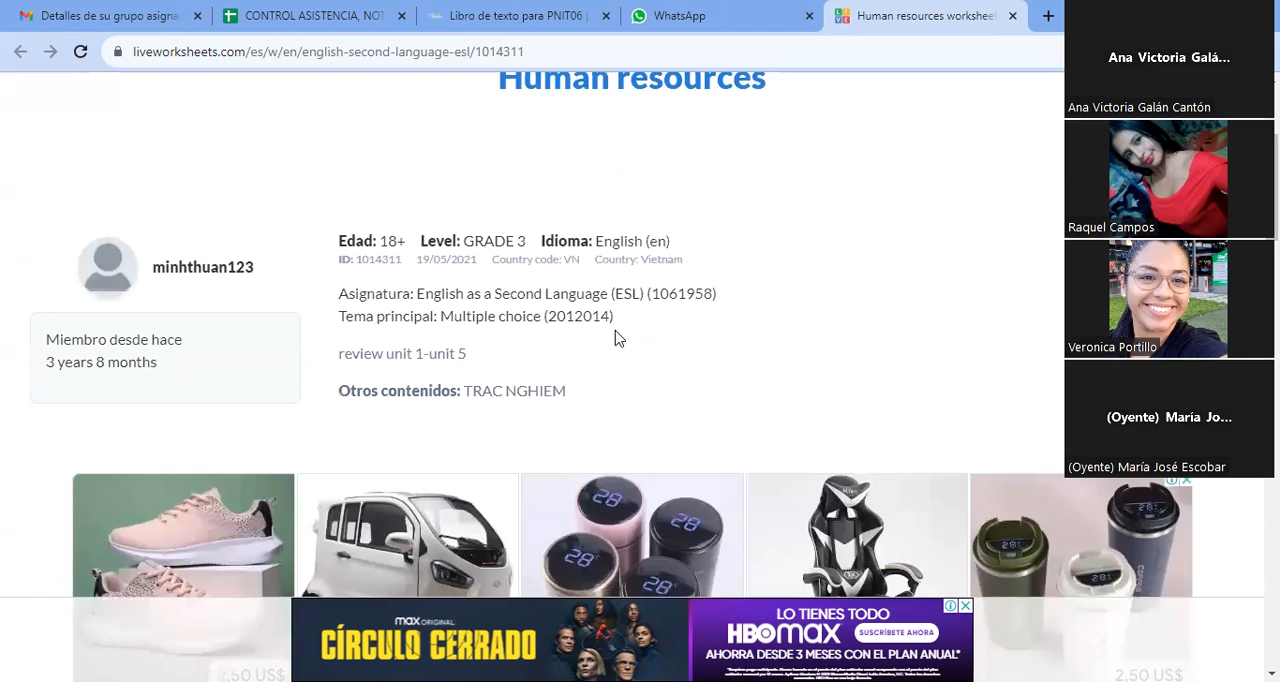 Detalles de su grupo asigna
CONTROL ASISTENCIA, NOT
Libro de texto para PNIT06 |
WhatsApp
Human resources workshee
liveworksheets.com/es/w/en/english-second-language-esl/1014311
Human resources
minhthuan123
Miembro desde hace
3 years 8 months
Edad: 18+ Level: GRADE 3 Idioma: English (en)
ID: 1014311 19/05/2021 Country code: VN Country: Vietnam
Asignatura: English as a Second Language (ESL) (1061958)
Tema principal: Multiple choice (2012014)
review unit 1-unit 5
Otros contenidos: TRAC NGHIEM
Ana Victoria Galá...
Ana Victoria Galán Cantón
Raquel Campos
Veronica Portillo
(Oyente) María Jo...
(Oyente) María José Escobar
28
28
28
28
28
28
max ORIGINAL
CÍRCULO CERRADO
LO TIENES TODO
HBOmax SUSCRÍBETE AHORA
AHORA DESDE 3 MESES CON EL PLAN ANUAL*
2.50 US$
2.50 US$